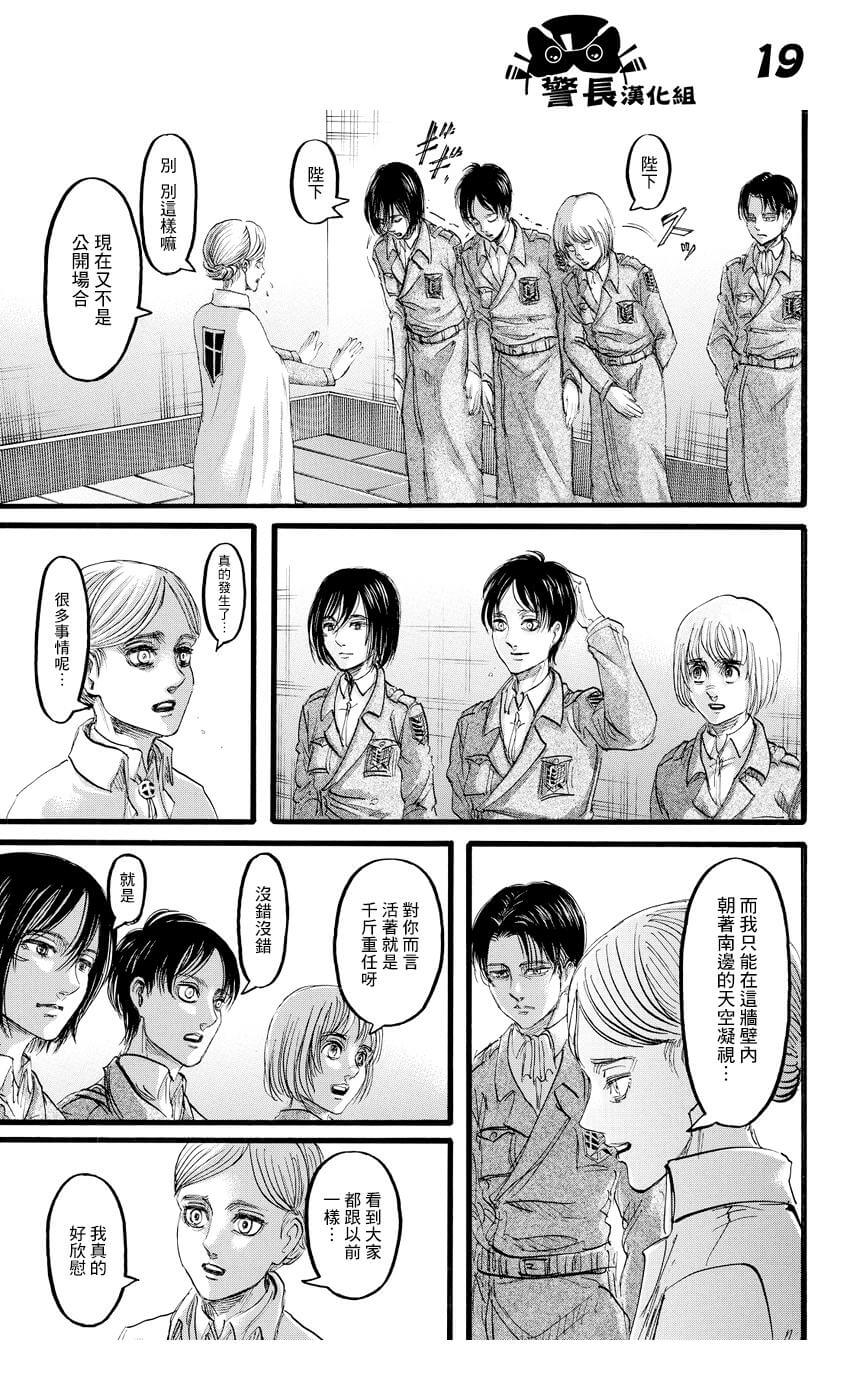 警長漢化組
19
陛下
陛下
別 別這樣嘛
現在又不是
公開場合
真的發生了…
很多事情呢…
而我只能在這牆壁內
朝著南邊的天空凝視…
對你而言
活著就是
千斤重任呀
沒錯沒錯
就是
看到大家
都跟以前
一樣…
我真的
好欣慰